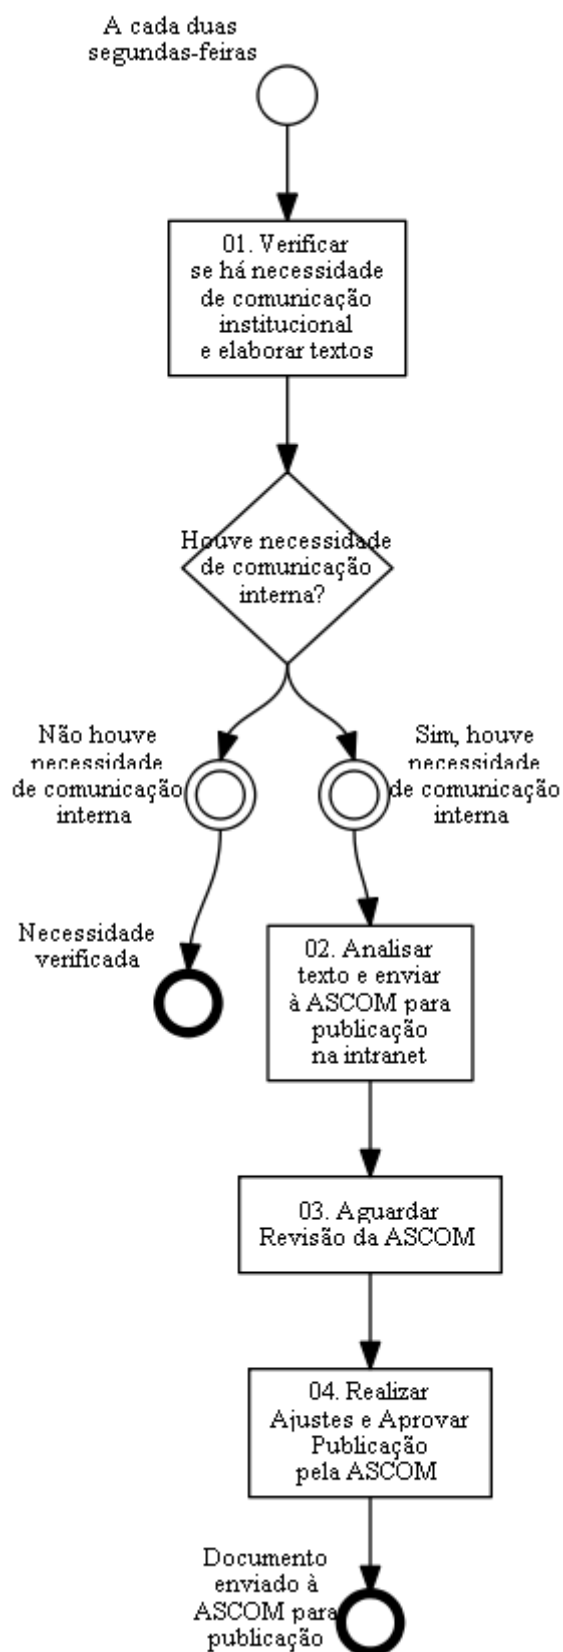 A cada duas
segundas-feiras
01. Verificar
se há necessidade
de comunicação
institucional
e elaborar textos
Houve necessidade
de comunicação
interna?
Não houve
necessidade
de comunicação
interna
Sim, houve
necessidade
de comunicação
interna
Necessidade
verificada
02. Analisar
texto e enviar
à ASCOM para
publicação
na intranet
03. Aguardar
Revisão da ASCOM
04. Realizar
Ajustes e Aprovar
Publicação
pela ASCOM
Documento
enviado à
ASCOM para
publicação